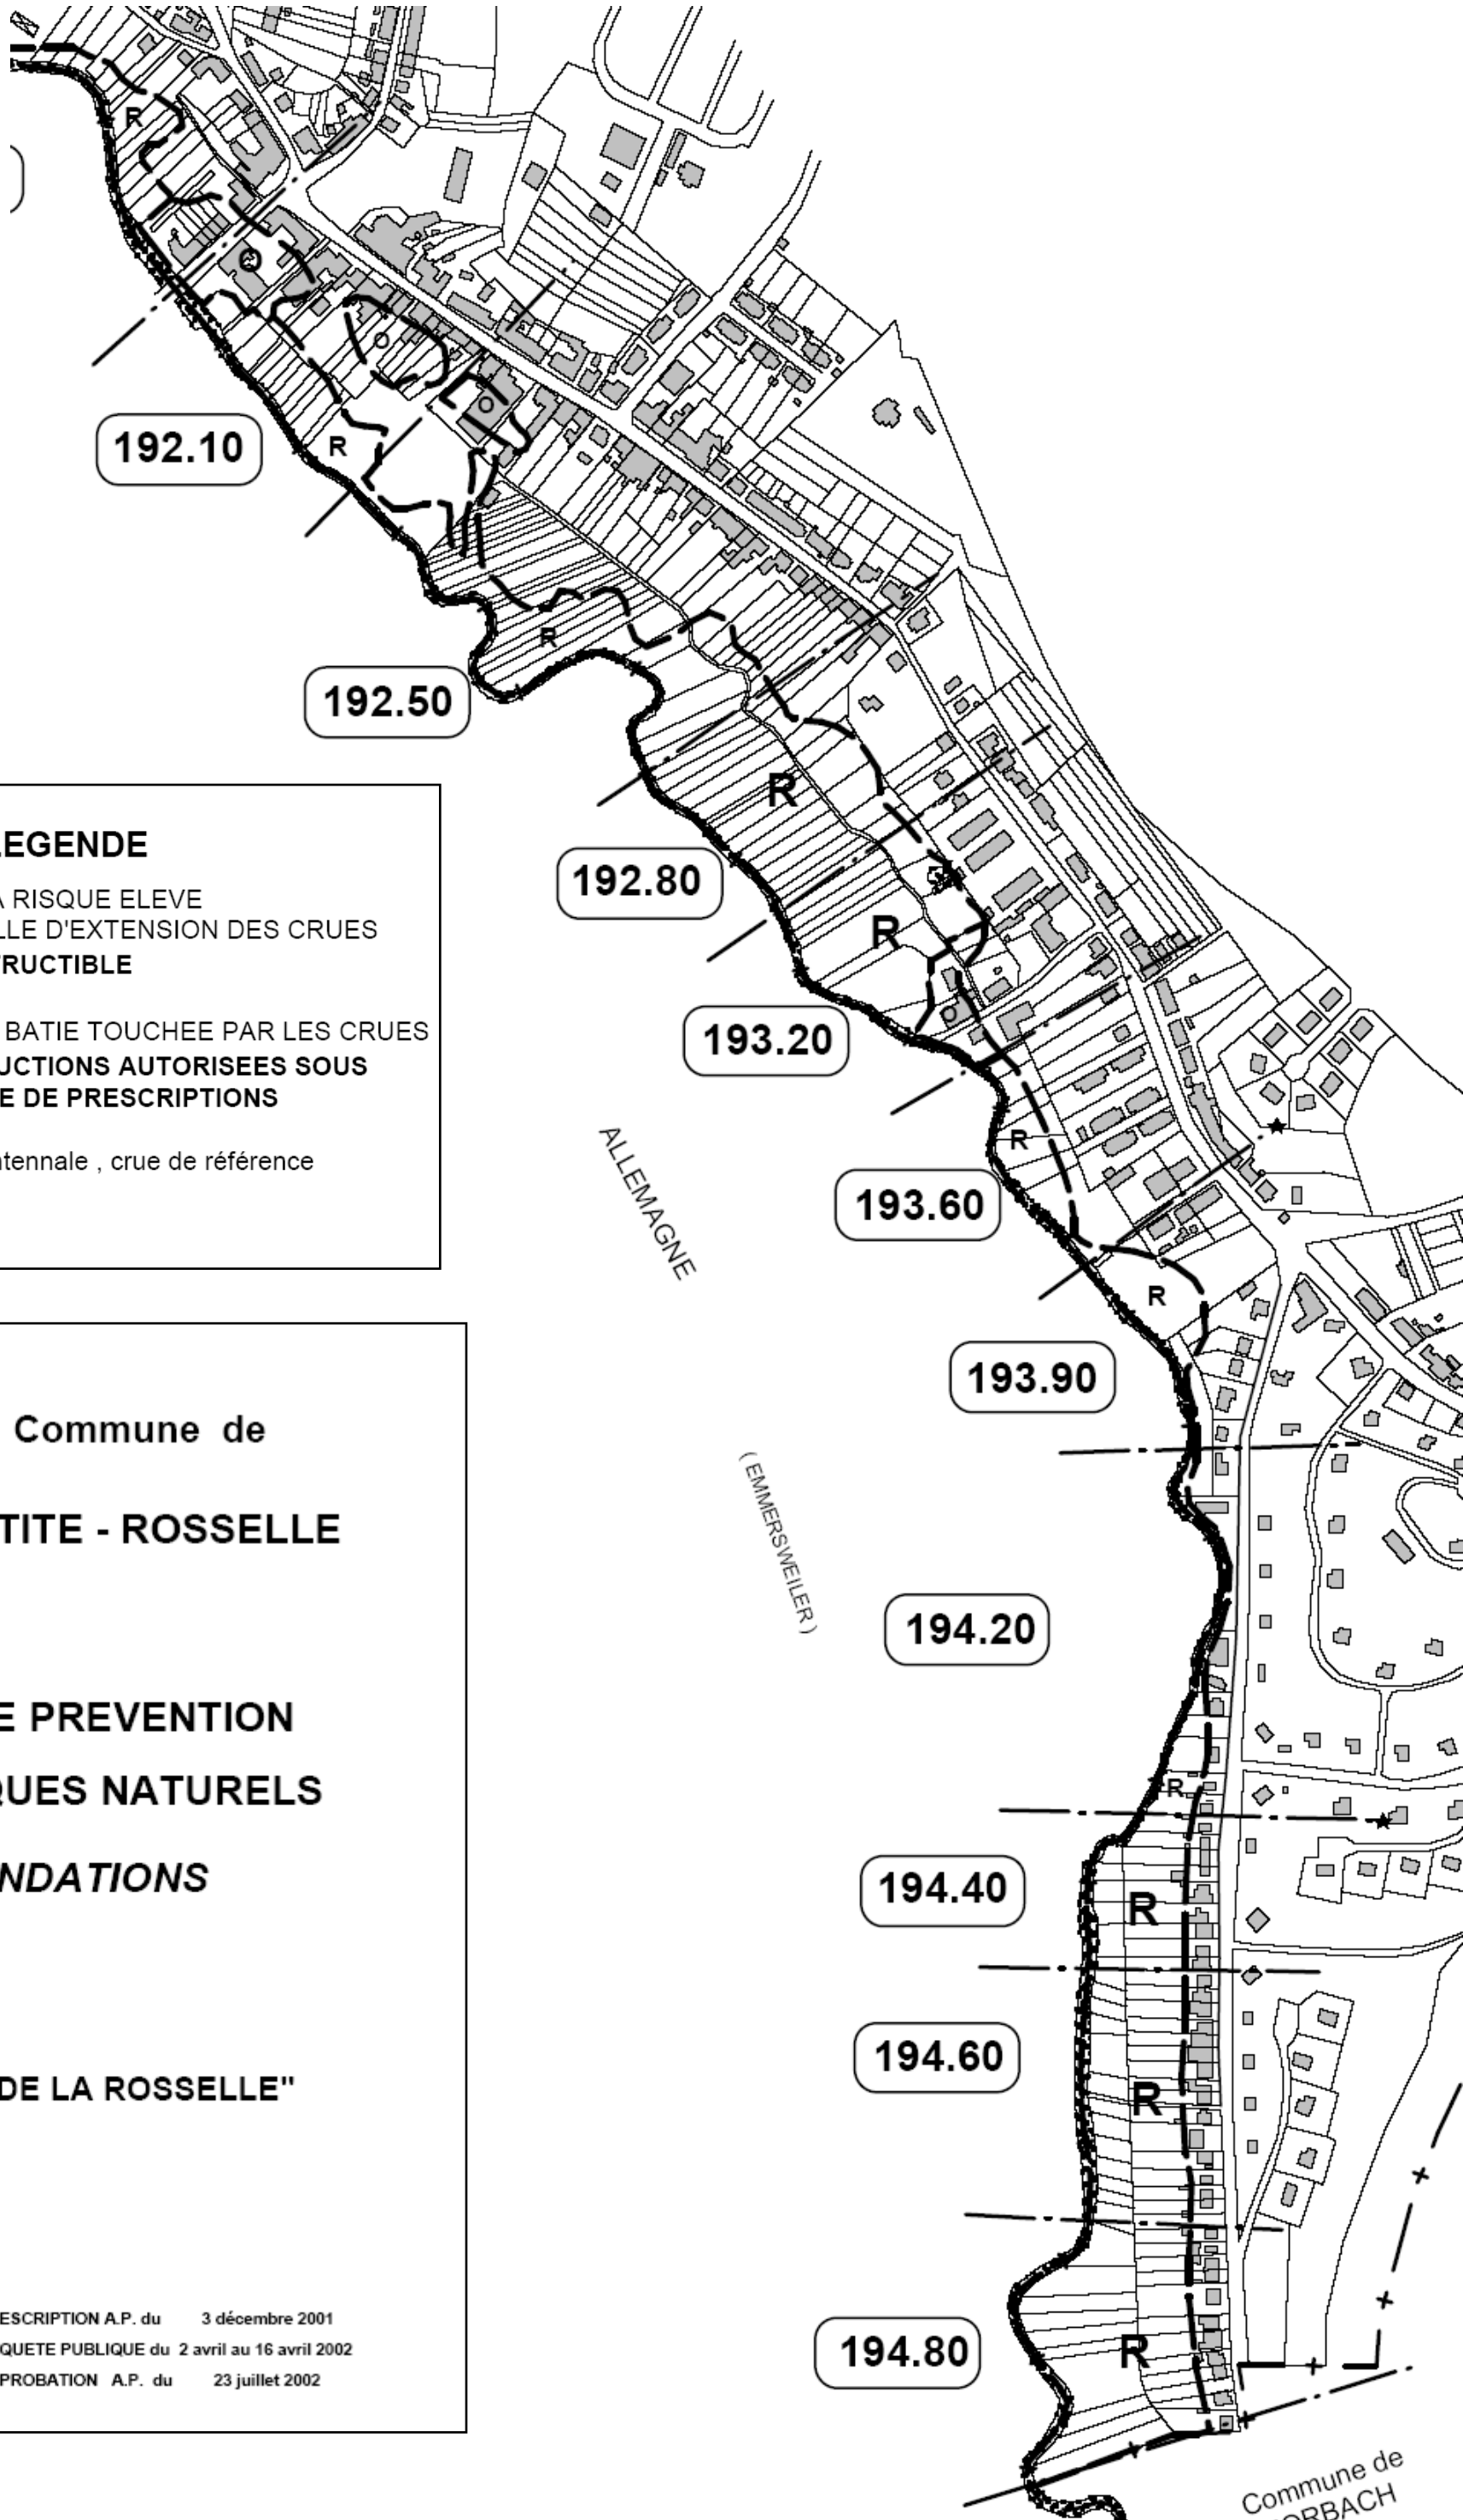 R
O
O
O
192.10
R
R
192.50
R
192.80
R
LEGENDE
A RISQUE ELEVE
LLE D'EXTENSION DES CRUES
TRUCTIBLE
BATIE TOUCHEE PAR LES CRUES
UCTIONS AUTORISEES SOUS
E DE PRESCRIPTIONS
ntennale , crue de référence
193.20
O
R
ALLEMAGNE
193.60
R
193.90
( EMMERSWEILER )
Commune de
TITE - ROSSELLE
194.20
E PREVENTION
QUES NATURELS
NDATIONS
R
194.40
R
194.60
DE LA ROSSELLE"
R
ESCRIPTION A.P. du 3 décembre 2001
QUETE PUBLIQUE du 2 avril au 16 avril 2002
PROBATION A.P. du 23 juillet 2002
194.80
R
Commune de
ORBACH